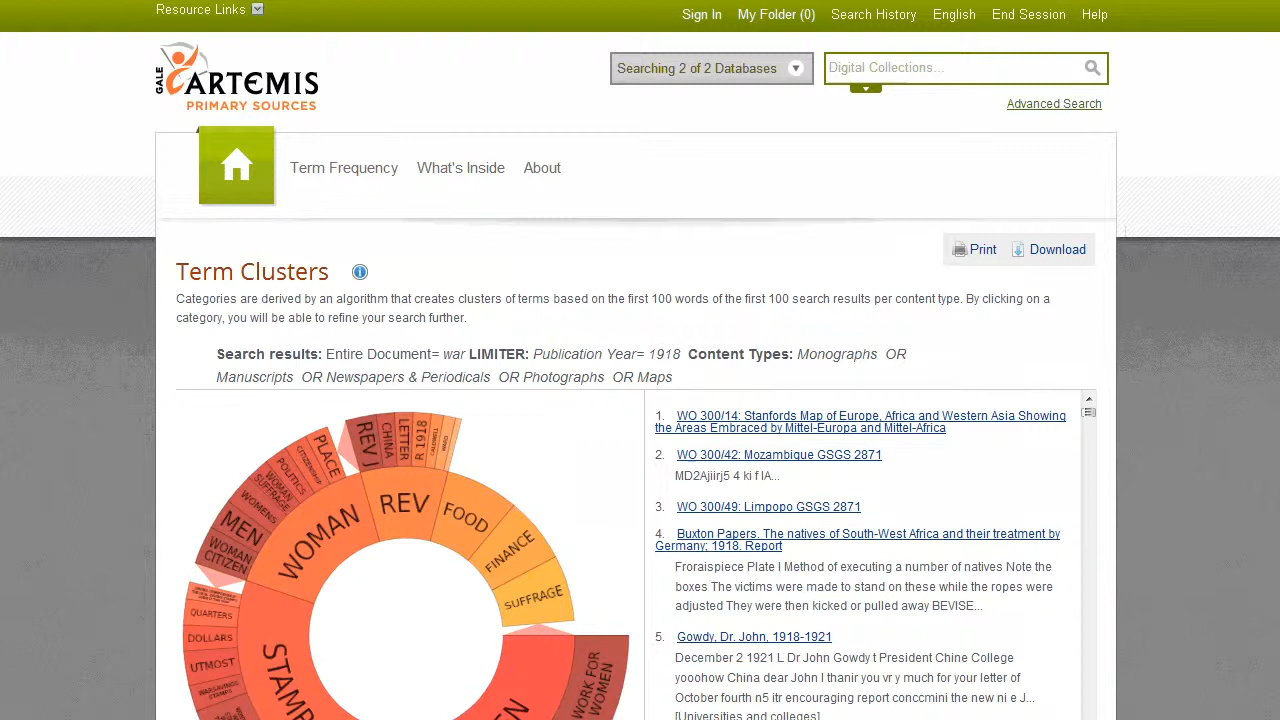 Resource Links
Sign In My Folder (0) Search History English End Session Help
GALE ARTEMIS
PRIMARY SOURCES
Searching 2 of 2 Databases
Digital Collections...
Advanced Search
Term Frequency What's Inside About
Print Download
Term Clusters
Categories are derived by an algorithm that creates clusters of terms based on the first 100 words of the first 100 search results per content type. By clicking on a
category, you will be able to refine your search further.
Search results: Entire Document= war LIMITER: Publication Year= 1918 Content Types: Monographs OR
Manuscripts OR Newspapers & Periodicals OR Photographs OR Maps
REV J
CHINA
LETTER
R 1918
PLACE
CITIZENSHIP
POLITICS
WOMAN SUFFRAGE
WOMENS
MEN
WOMAN CITIZEN
WOMAN
REV
FOOD
FINANCE
SUFFRAGE
QUARTERS
DOLLARS
UTMOST
WARSAVINGS STAMPS
STAMP
EN
WORK FOR WOMEN
1. WO 300/14: Stanfords Map of Europe, Africa and Western Asia Showing
the Areas Embraced by Mittel-Europa and Mittel-Africa
2. WO 300/42: Mozambique GSGS 2871
MD2Ajiirj5 4 ki f IA...
3. WO 300/49: Limpopo GSGS 2871
4. Buxton Papers. The natives of South-West Africa and their treatment by
Germany; 1918. Report
Froraispiece Plate I Method of executing a number of natives Note the
boxes The victims were made to stand on these while the ropes were
adjusted They were then kicked or pulled away BEVISE...
5. Gowdy, Dr. John, 1918-1921
December 2 1921 L Dr John Gowdy t President Chine College
yooohow China dear John I thanir you vr y much for your letter of
October fourth n5 itr encouraging report conccmini the new ni e J...
[Universities and colleges]